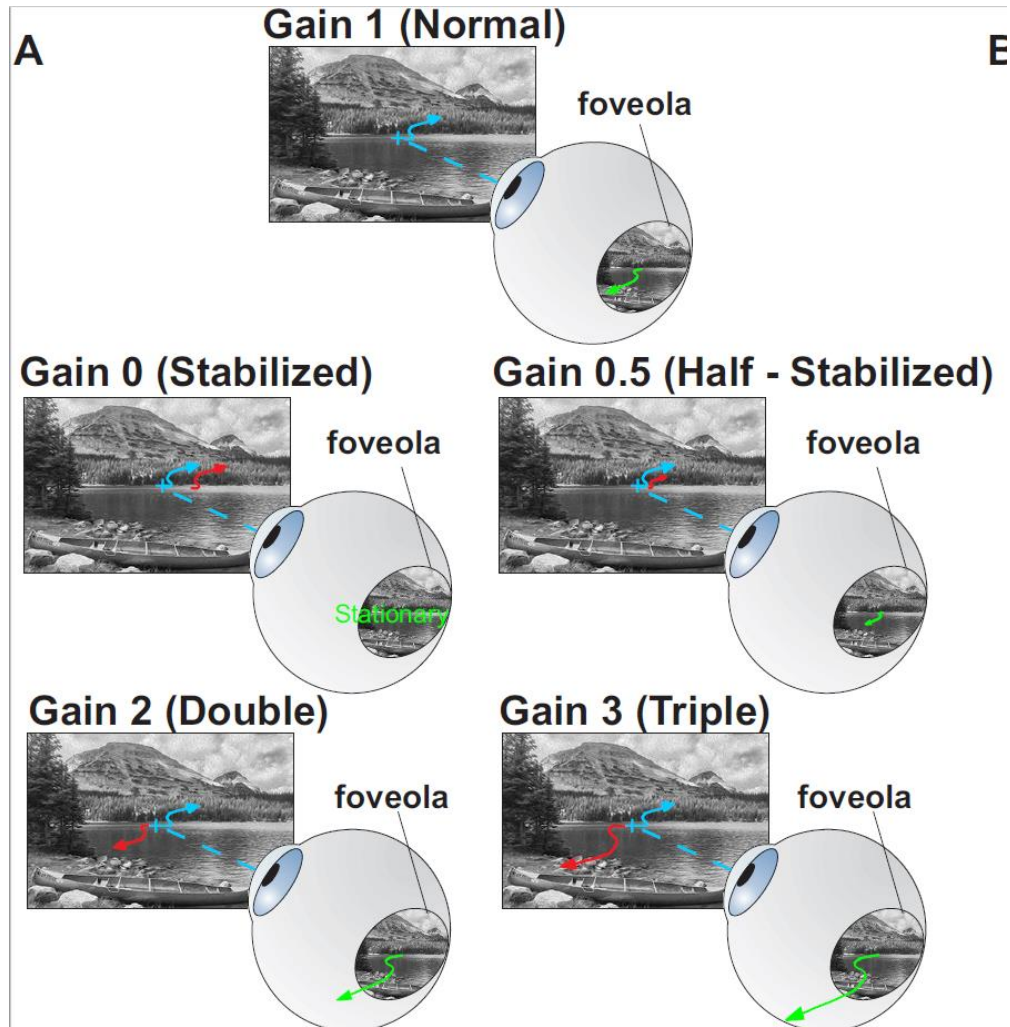 A
Gain 1 (Normal)
B
foveola
Gain 0 (Stabilized)
Gain 0.5 (Half - Stabilized)
foveola
foveola
Stationary
Gain 2 (Double)
Gain 3 (Triple)
foveola
foveola